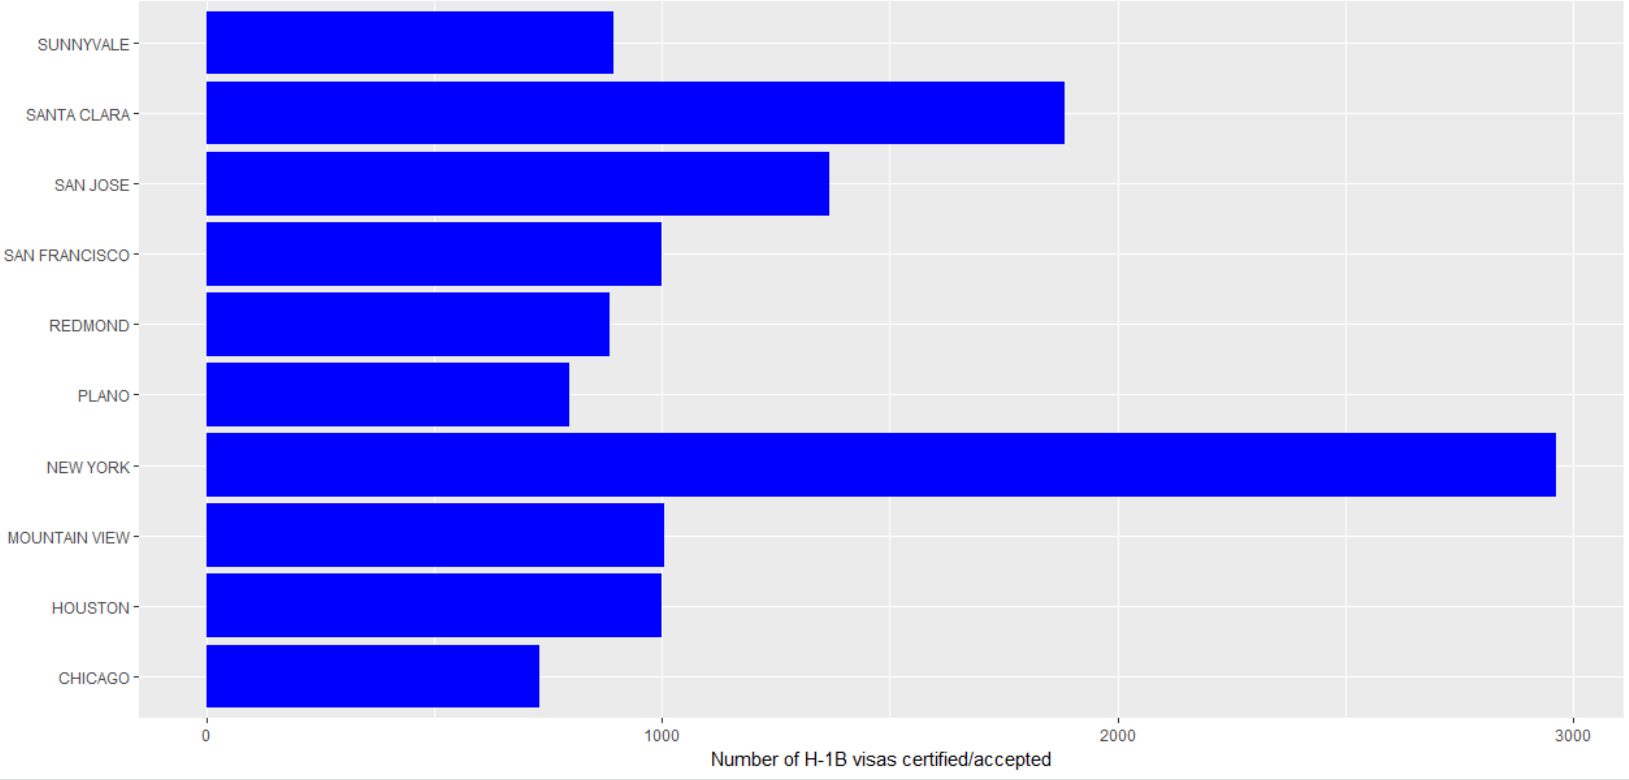 SUNNYVALE
SANTA CLARA
SAN JOSE
SAN FRANCISCO
REDMOND
PLANO
NEW YORK
MOUNTAIN VIEW
HOUSTON
CHICAGO
0 1000 2000 3000
Number of H-1B visas certified/accepted